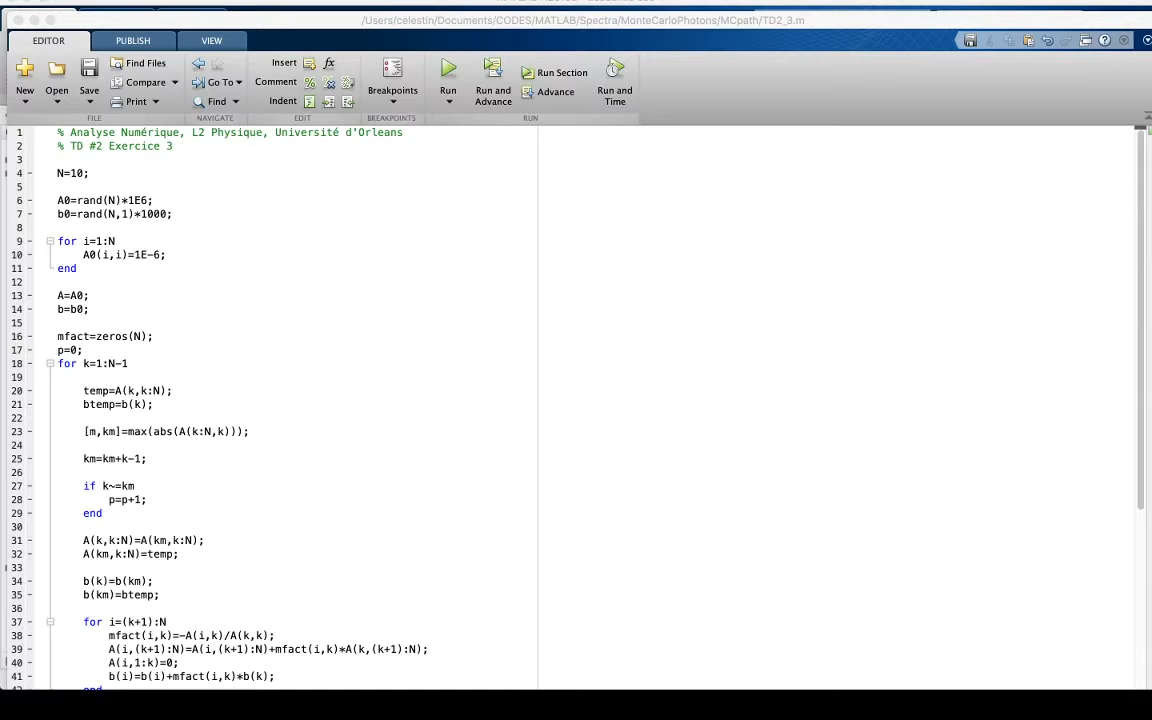 /Users/celestin/Documents/CODES/MATLAB/Spectra/MonteCarloPhotons/MCpath/TD2_3.m
EDITOR PUBLISH VIEW
New Open Save Find Files Compare Print
Go To Find
Insert fx Comment % Indent
Breakpoints
Run Run and Advance Run Section Advance Run and Time
FILE NAVIGATE EDIT BREAKPOINTS RUN
1 % Analyse Numérique, L2 Physique, Université d'Orleans
2 % TD #2 Exercice 3
3
4 N=10;
5
6 A0=rand(N)*1E6;
7 b0=rand(N,1)*1000;
8
9 for i=1:N
10 A0(i,i)=1E-6;
11 end
12
13 A=A0;
14 b=b0;
15
16 mfact=zeros(N);
17 p=0;
18 for k=1:N-1
19
20 temp=A(k,k:N);
21 btemp=b(k);
22
23 [m,km]=max(abs(A(k:N,k)));
24
25 km=km+k-1;
26
27 if k~=km
28 p=p+1;
29 end
30
31 A(k,k:N)=A(km,k:N);
32 A(km,k:N)=temp;
33
34 b(k)=b(km);
35 b(km)=btemp;
36
37 for i=(k+1):N
38 mfact(i,k)=-A(i,k)/A(k,k);
39 A(i,(k+1):N)=A(i,(k+1):N)+mfact(i,k)*A(k,(k+1):N);
40 A(i,1:k)=0;
41 b(i)=b(i)+mfact(i,k)*b(k);